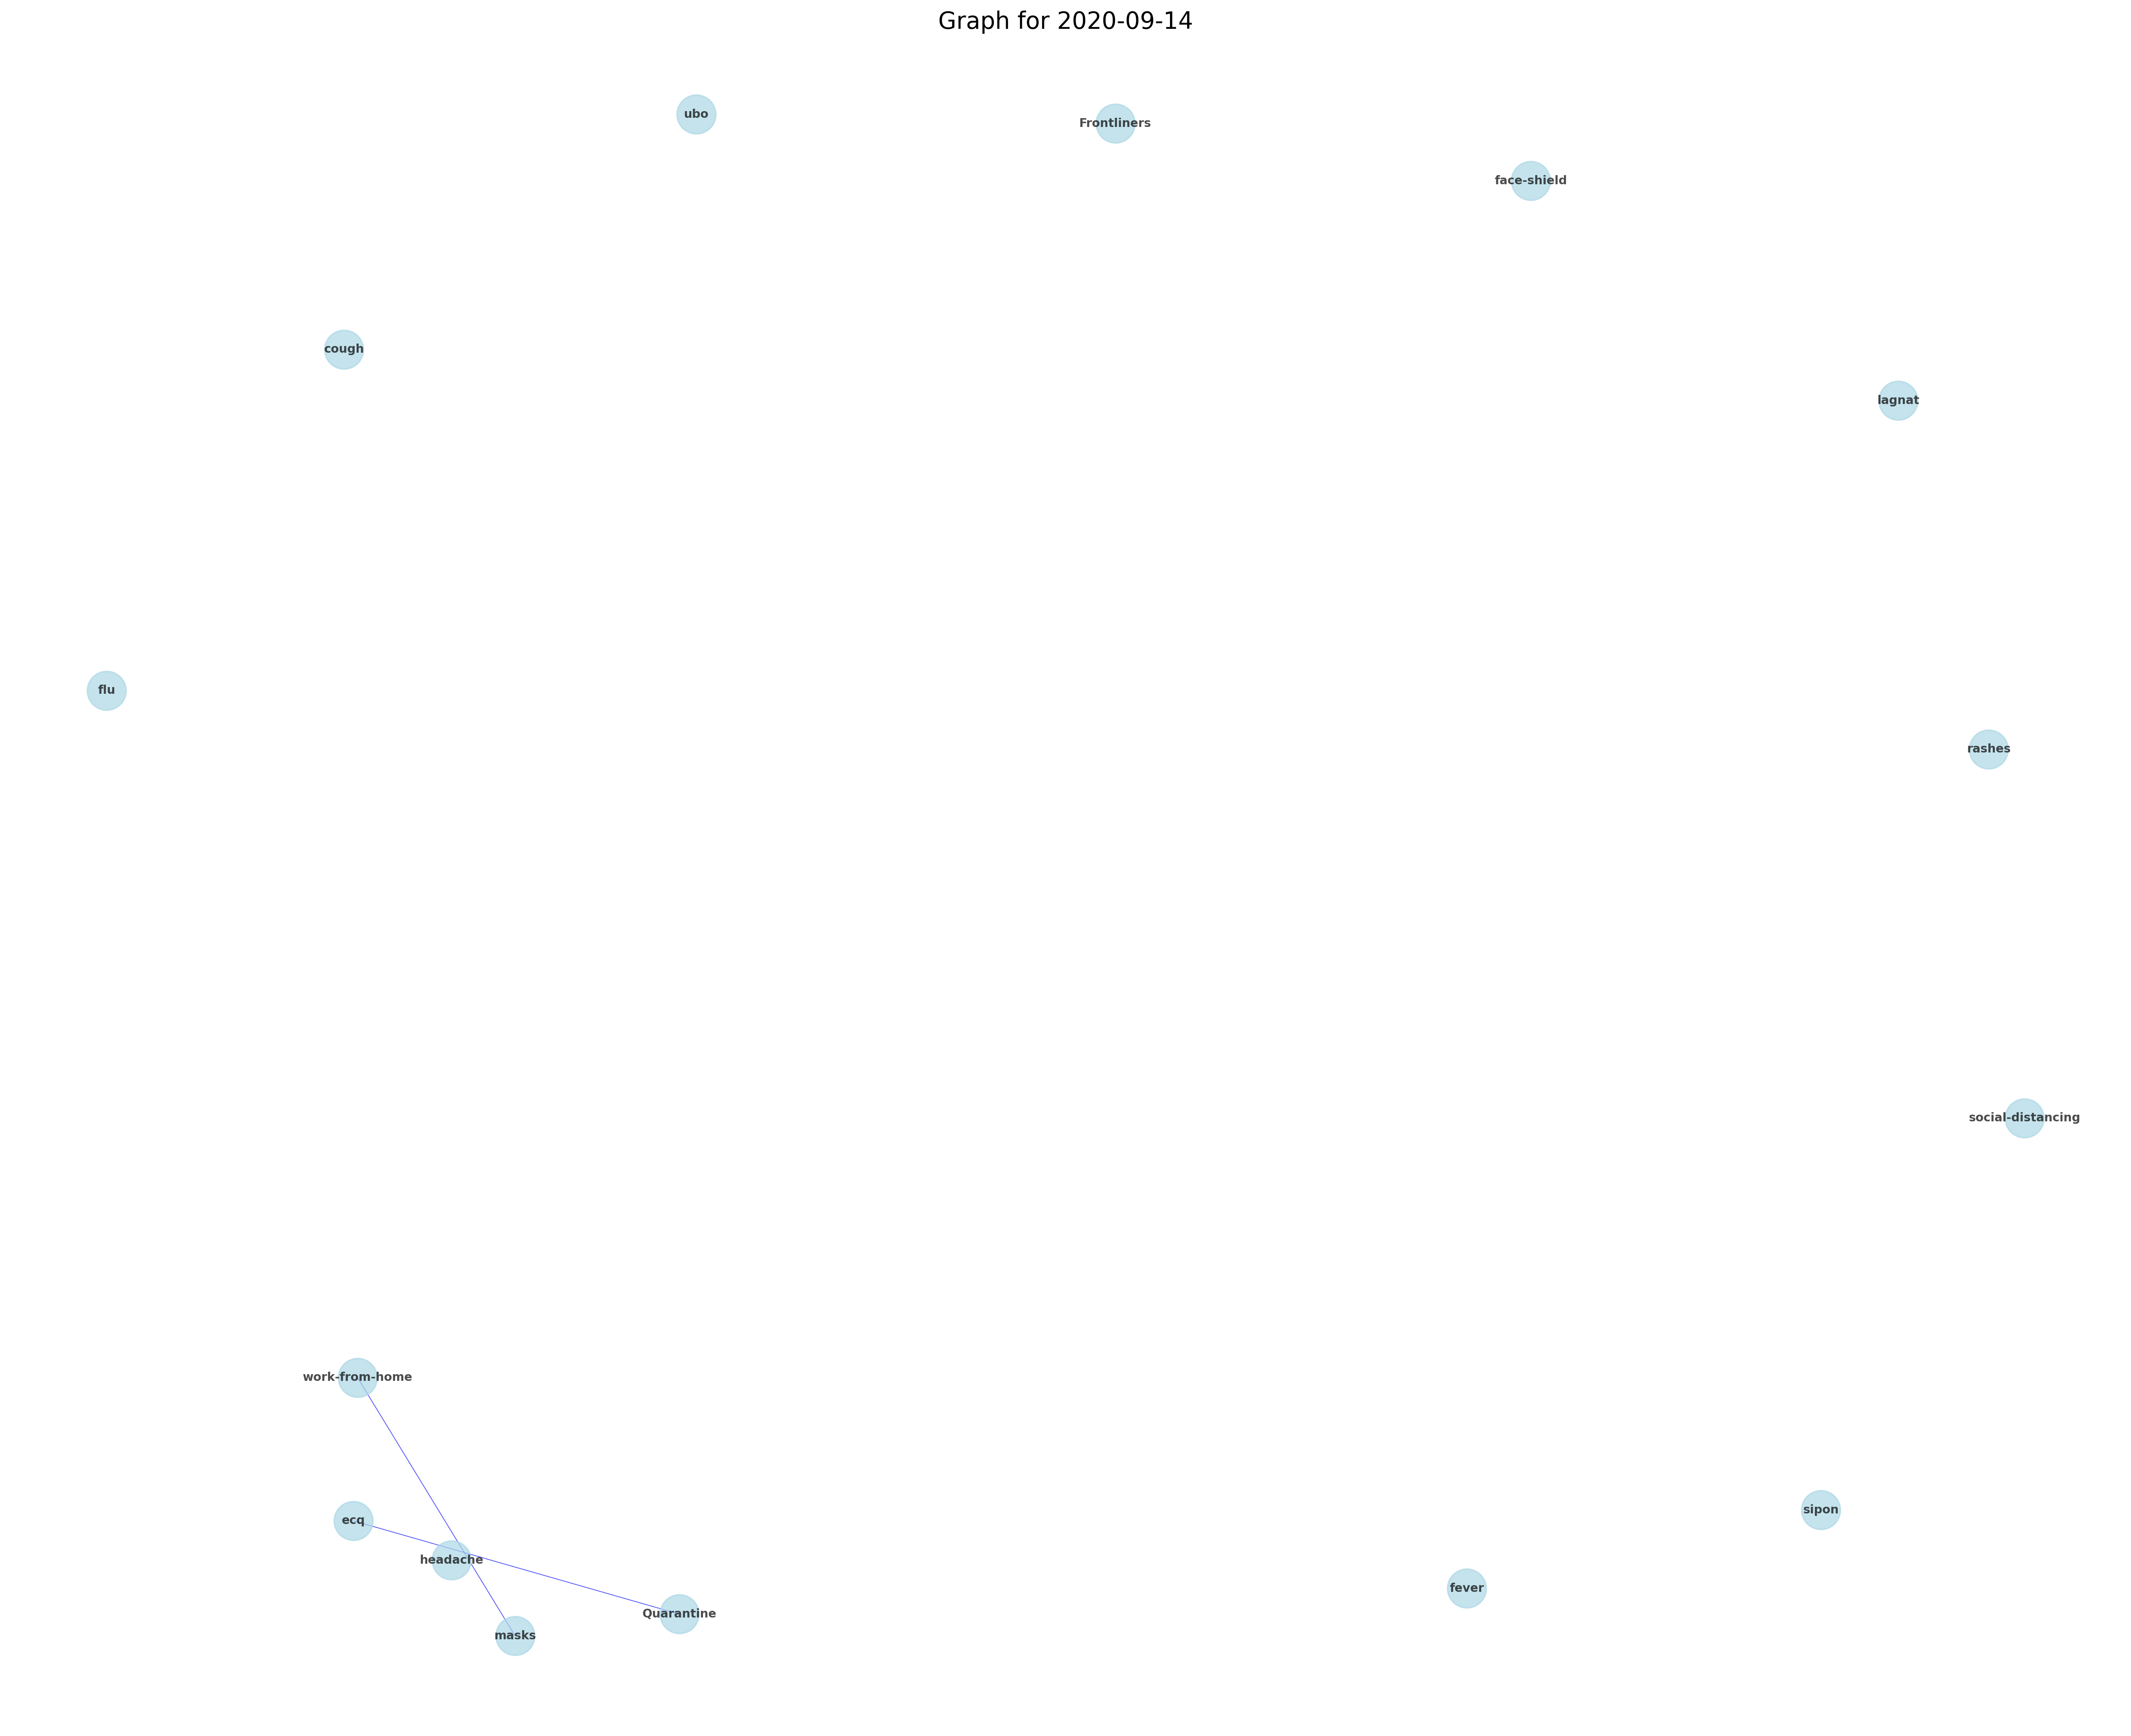 Graph for 2020-09-14
ubo
Frontliners
face-shield
cough
lagnat
flu
rashes
social-distancing
work-from-home
sipon
ecq
headache
fever
Quarantine
masks